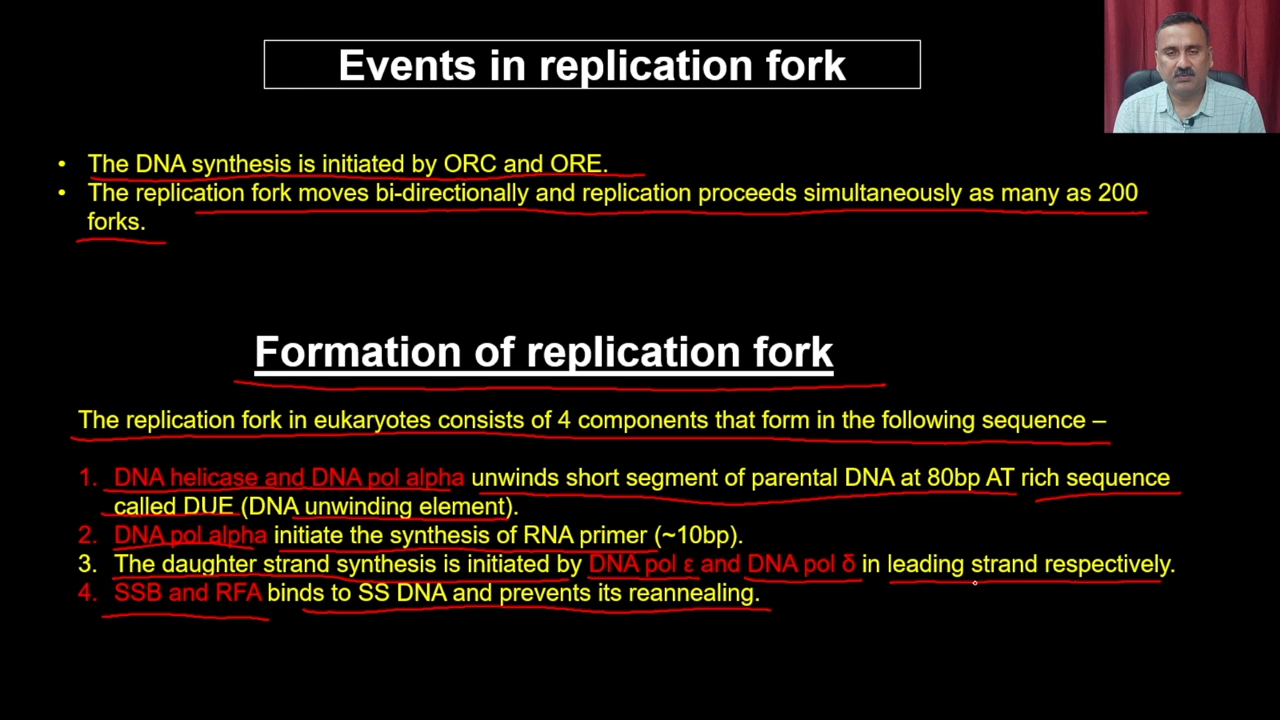 Events in replication fork
• The DNA synthesis is initiated by ORC and ORE.
• The replication fork moves bi-directionally and replication proceeds simultaneously as many as 200
forks.
Formation of replication fork
The replication fork in eukaryotes consists of 4 components that form in the following sequence –
1. DNA helicase and DNA pol alpha unwinds short segment of parental DNA at 80bp AT rich sequence
called DUE (DNA unwinding element).
2. DNA pol alpha initiate the synthesis of RNA primer (~10bp).
3. The daughter strand synthesis is initiated by DNA pol ε and DNA pol δ in leading strand respectively.
4. SSB and RFA binds to SS DNA and prevents its reannealing.